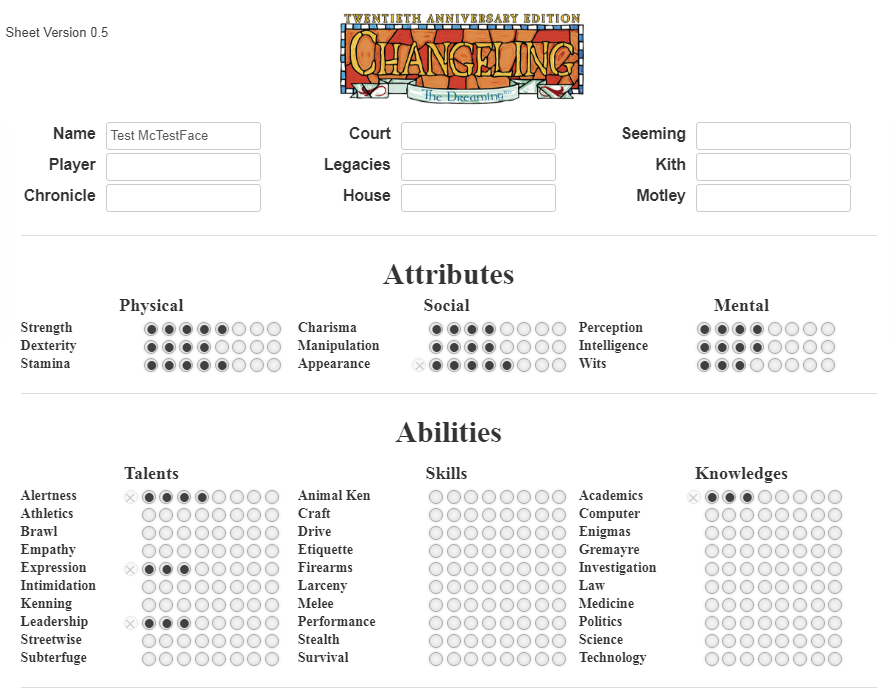 TWENTIETH ANNIVERSARY EDITION
Sheet Version 0.5
CHANGELING
The Dreaming
Name Test McTestFace Court Seeming
Player Legacies Kith
Chronicle House Motley
Attributes
Physical Social Mental
Strength Charisma Perception
Dexterity Manipulation Intelligence
Stamina Appearance Wits
Abilities
Talents Skills Knowledges
Alertness Animal Ken Academics
Athletics Craft Computer
Brawl Drive Enigmas
Empathy Etiquette Gremayre
Expression Firearms Investigation
Intimidation Larceny Law
Kenning Melee Medicine
Leadership Performance Politics
Streetwise Stealth Science
Subterfuge Survival Technology